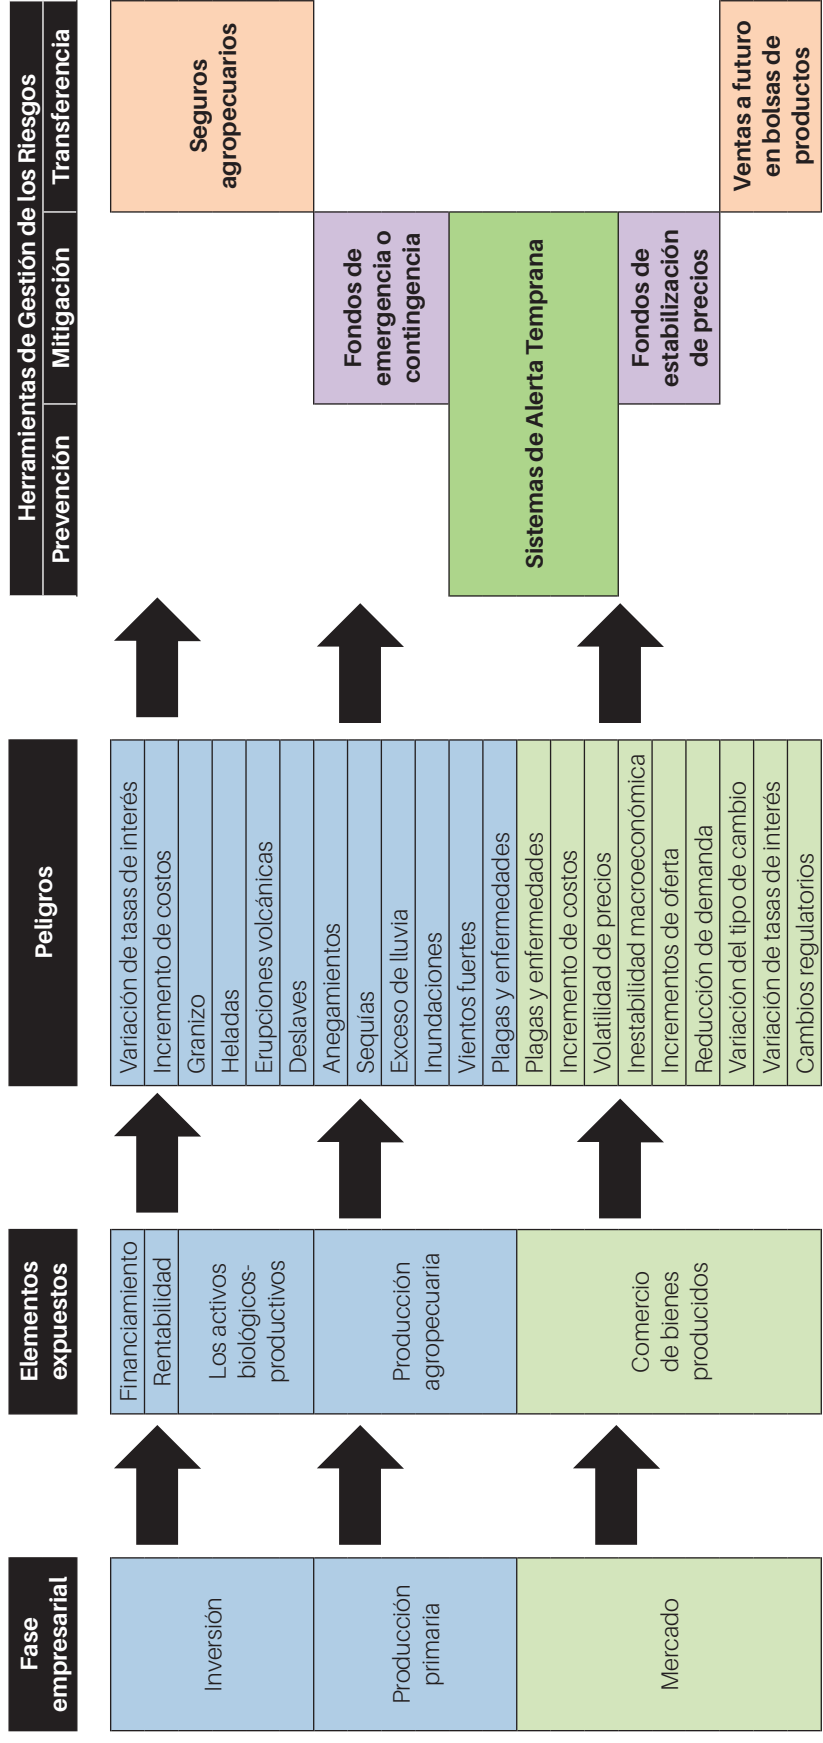 Fase
empresarial
Elementos
expuestos
Peligros
Herramientas de Gestión de los Riesgos
Prevención
Mitigación
Transferencia
Inversión
Producción
primaria
Mercado
Financiamiento
Rentabilidad
Los activos
biológicos-
productivos
Producción
agropecuaria
Comercio
de bienes
producidos
Variación de tasas de interés
Incremento de costos
Granizo
Heladas
Erupciones volcánicas
Deslaves
Anegamientos
Sequías
Exceso de lluvia
Inundaciones
Vientos fuertes
Plagas y enfermedades
Plagas y enfermedades
Incremento de costos
Volatilidad de precios
Inestabilidad macroeconómica
Incrementos de oferta
Reducción de demanda
Variación del tipo de cambio
Variación de tasas de interés
Cambios regulatorios
Seguros
agropecuarios
Fondos de
emergencia o
contingencia
Sistemas de Alerta Temprana
Fondos de
estabilización
de precios
Ventas a futuro
en bolsas de
productos